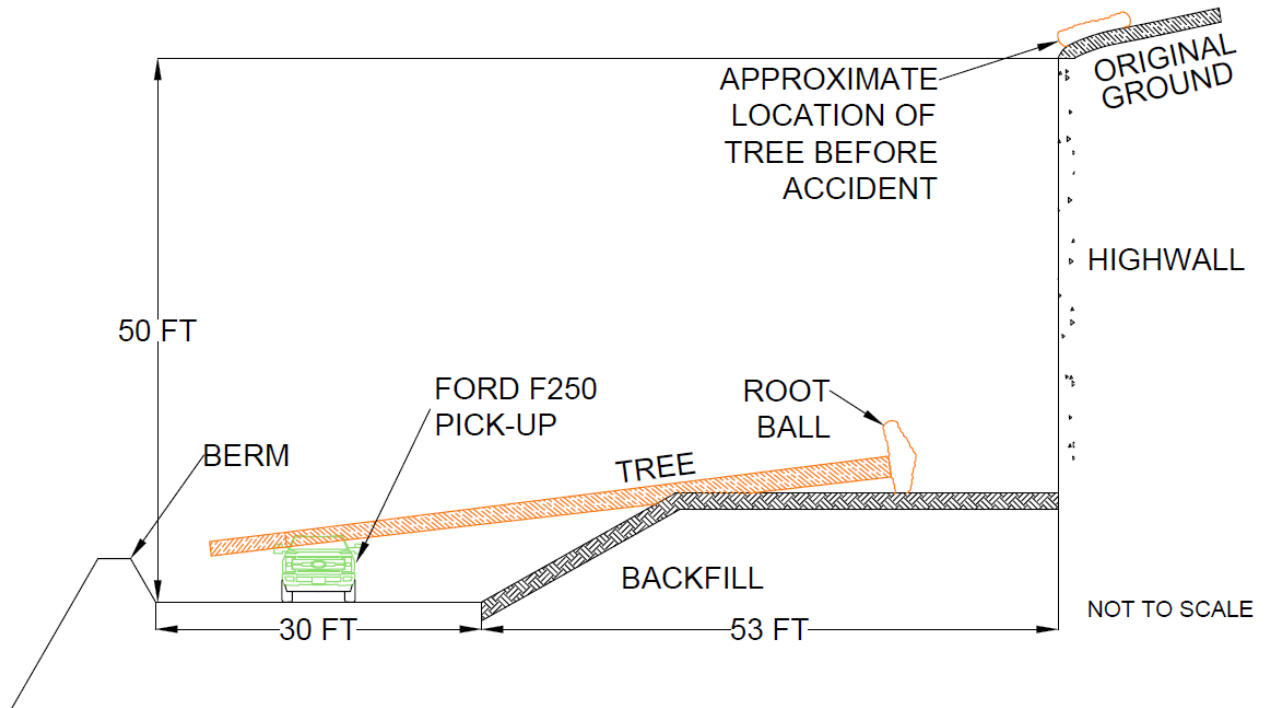 APPROXIMATE
LOCATION OF
TREE BEFORE
ACCIDENT
ORIGINAL
GROUND
HIGHWALL
50 FT
FORD F250
PICK-UP
ROOT
BALL
BERM
TREE
BACKFILL
NOT TO SCALE
30 FT
53 FT